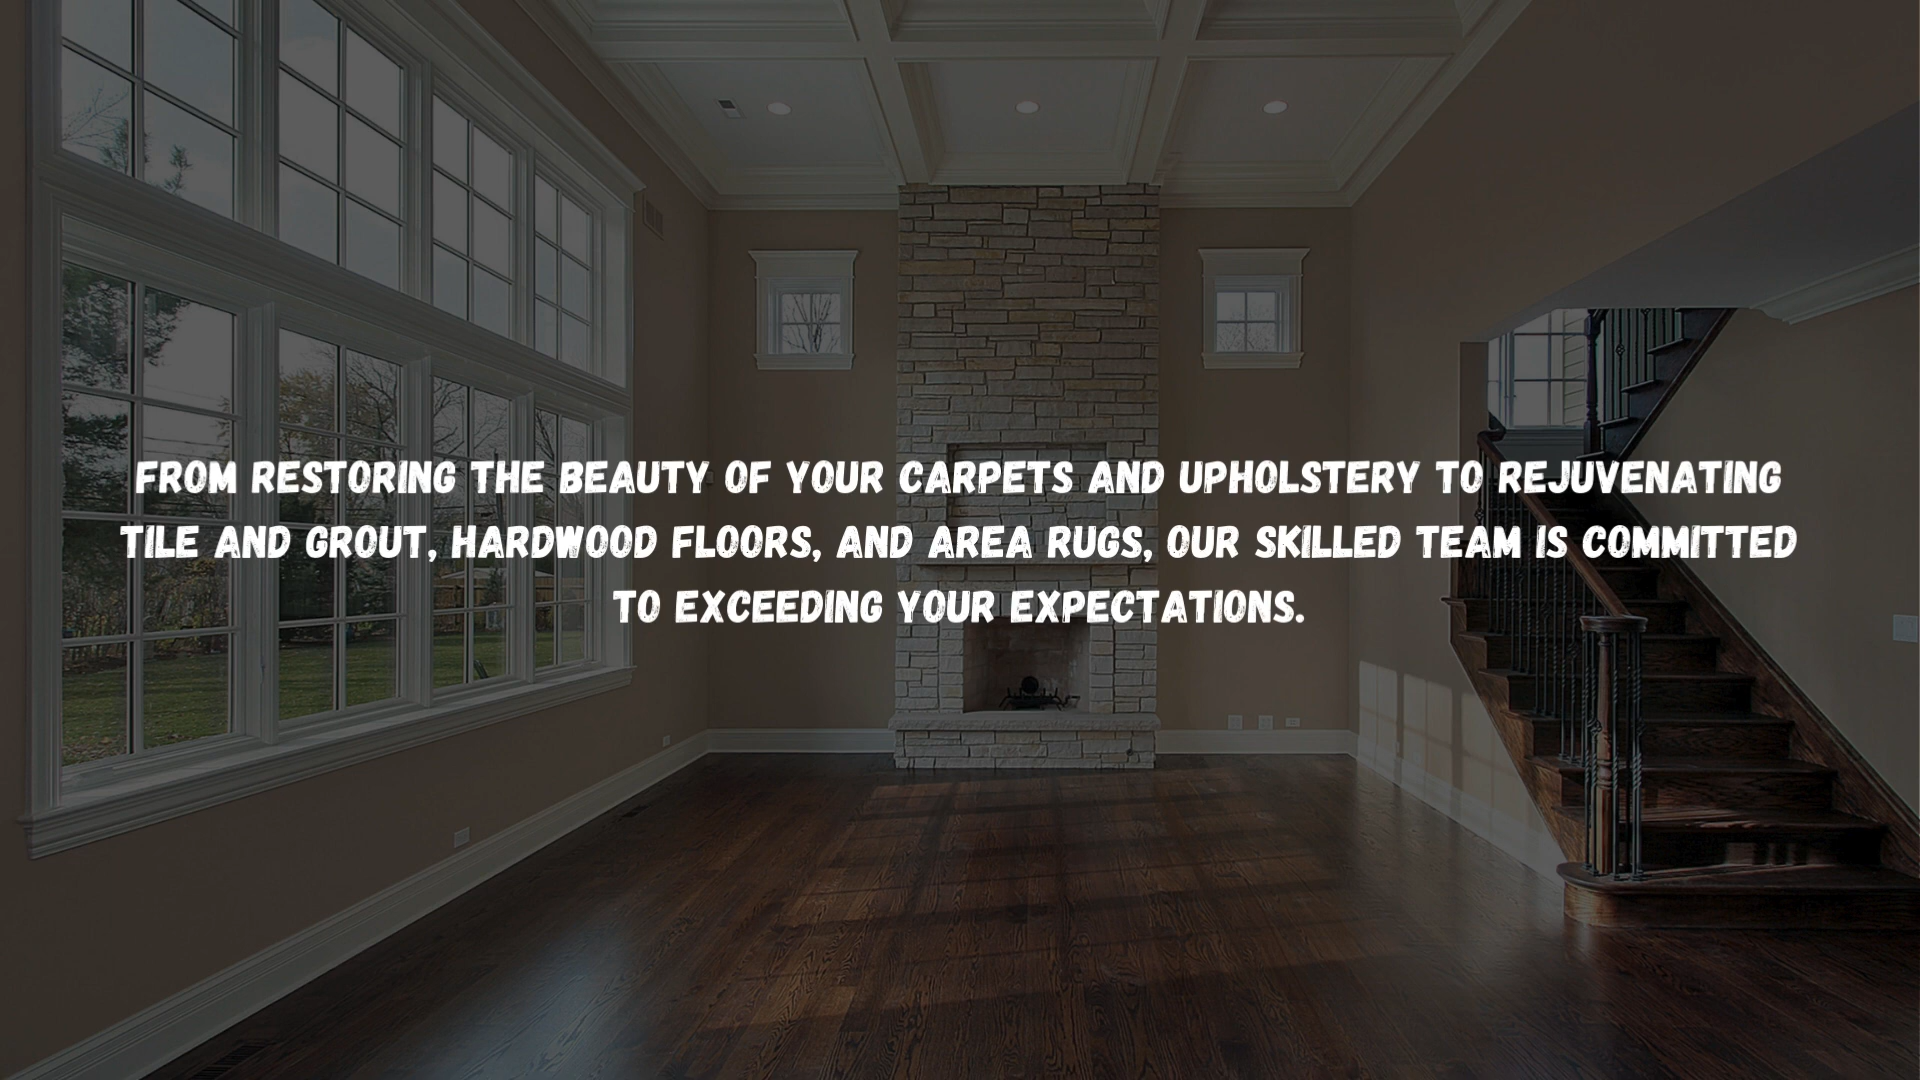 FROM RESTORING THE BEAUTY OF YOUR CARPETS AND UPHOLSTERY TO REJUVENATING
TILE AND GROUT, HARDWOOD FLOORS, AND AREA RUGS, OUR SKILLED TEAM IS COMMITTED
TO EXCEEDING YOUR EXPECTATIONS.